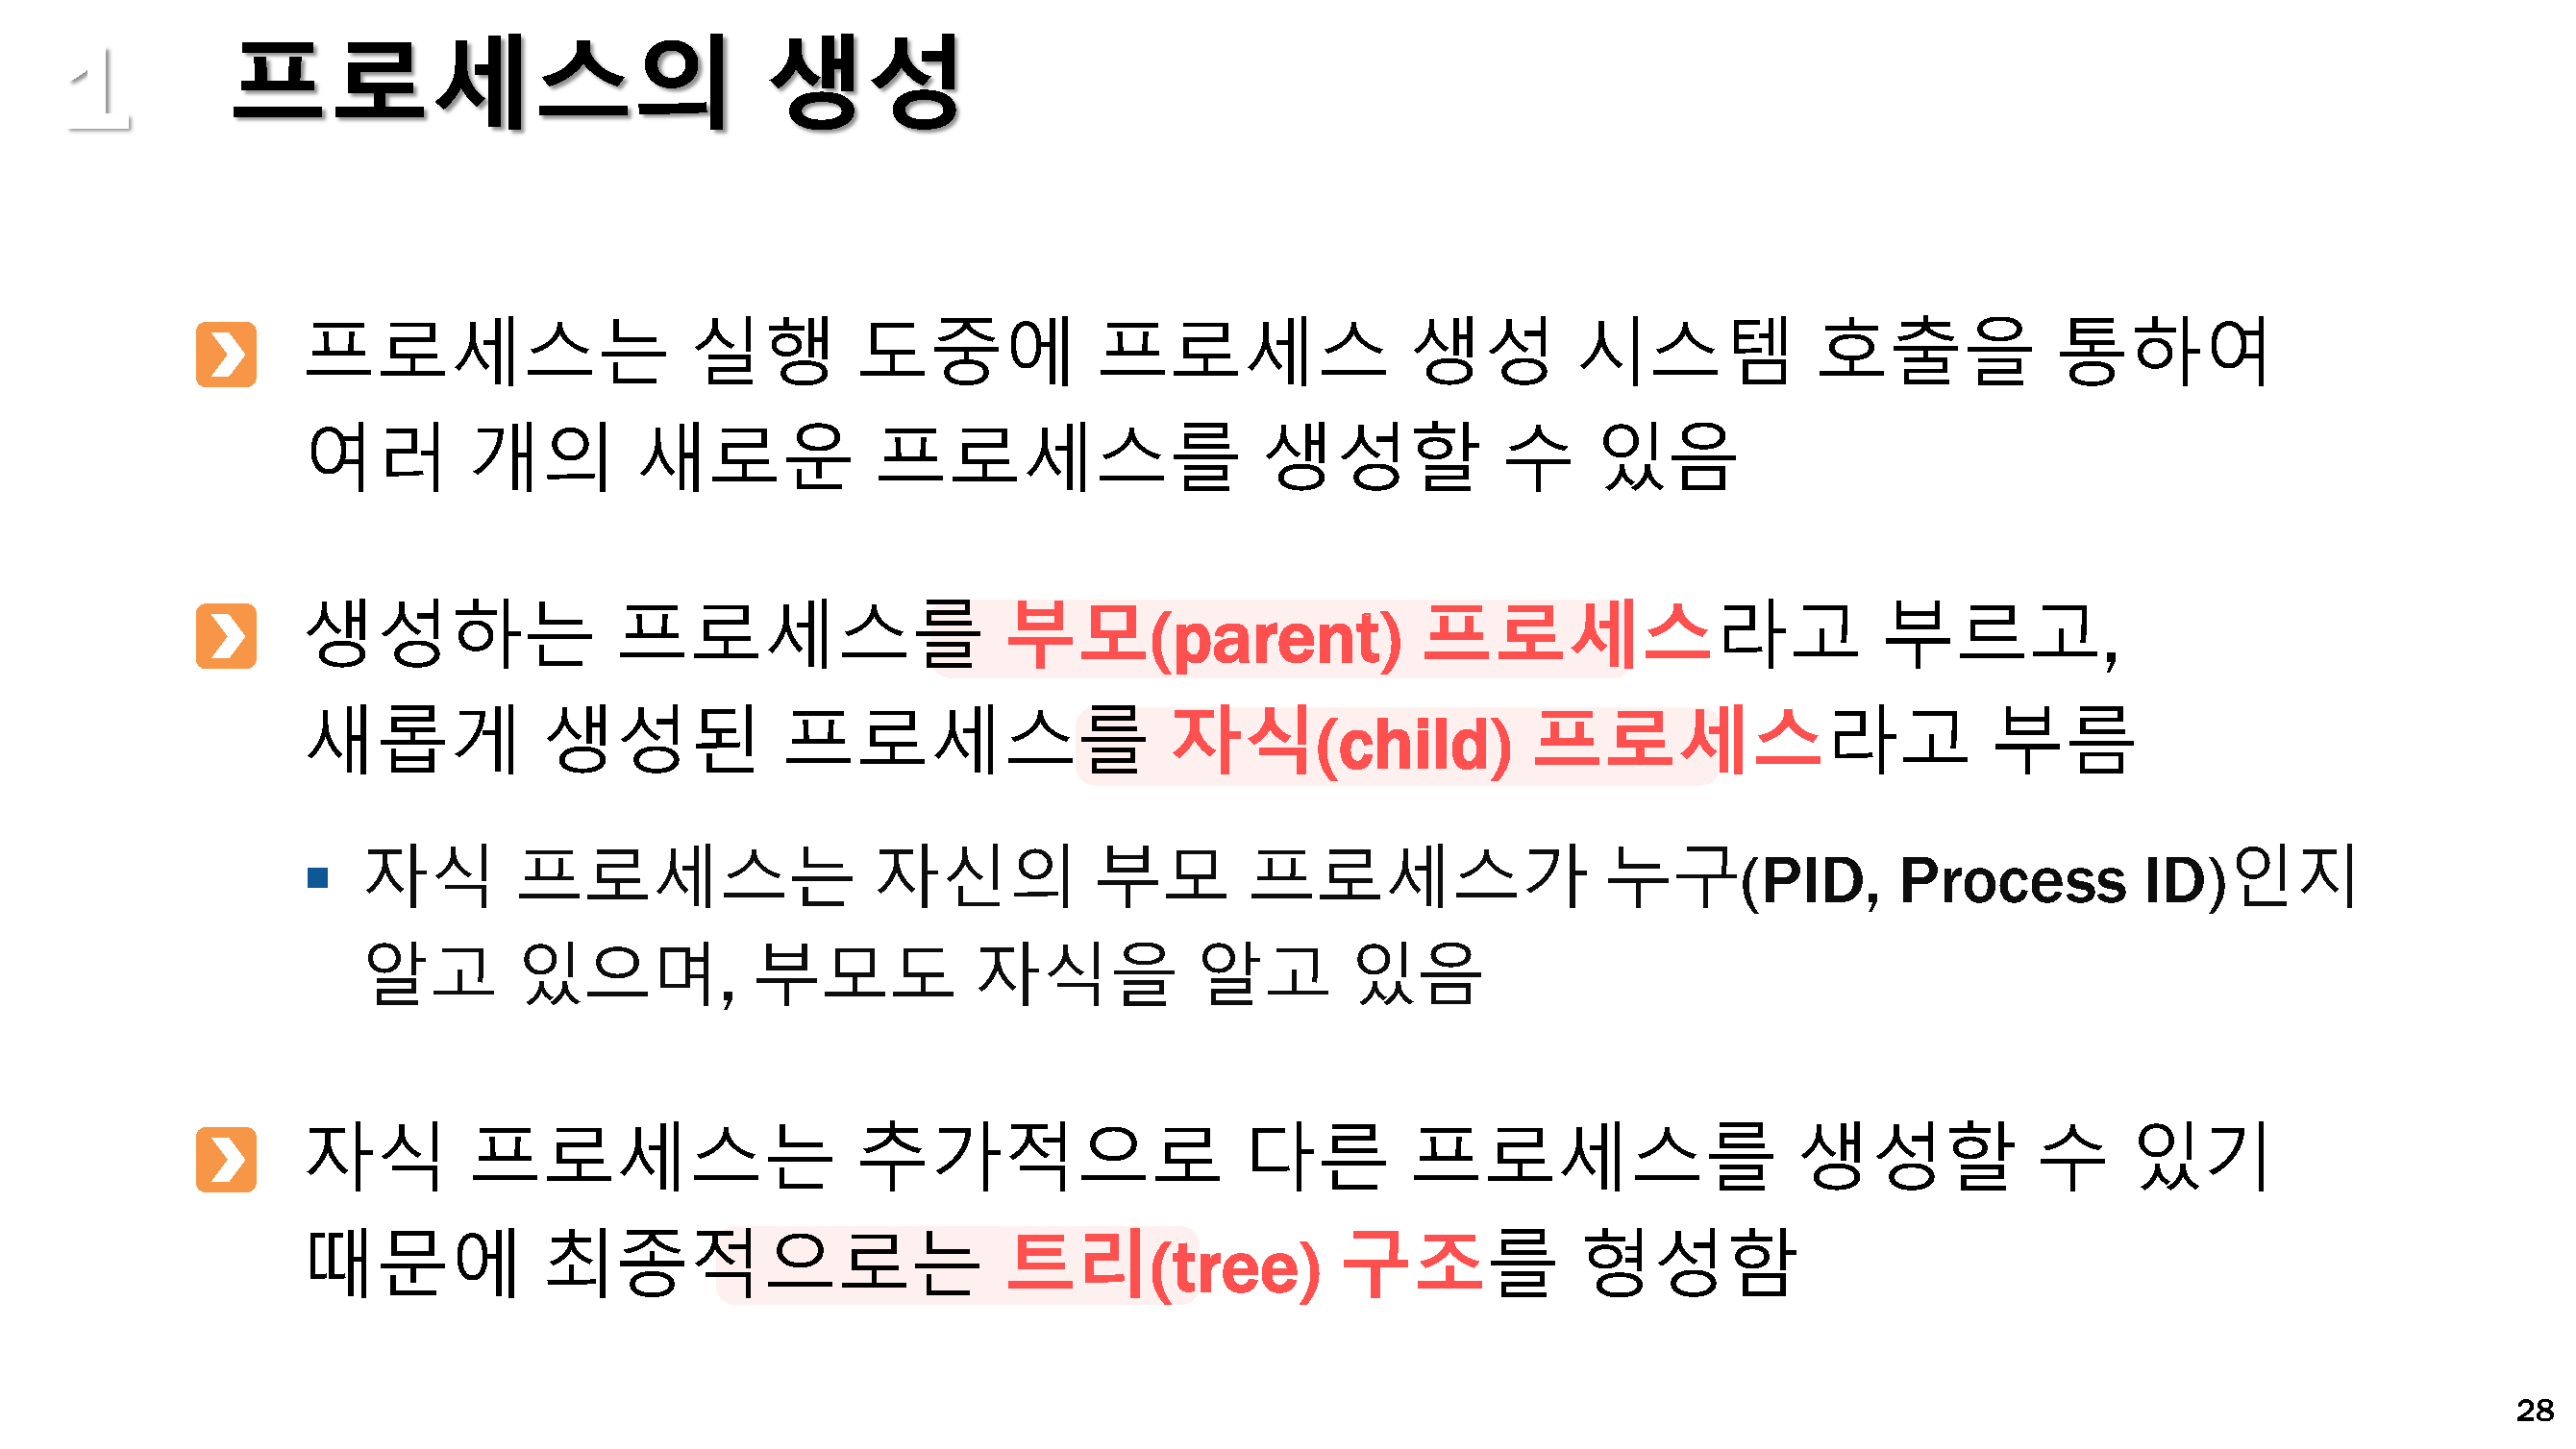 1 프로세스의 생성
프로세스는 실행 도중에 프로세스 생성 시스템 호출을 통하여
여러 개의 새로운 프로세스를 생성할 수 있음
생성하는 프로세스를 부모(parent) 프로세스라고 부르고,
새롭게 생성된 프로세스를 자식(child) 프로세스라고 부름
자식 프로세스는 자신의 부모 프로세스가 누구(PID, Process ID)인지
알고 있으며, 부모도 자식을 알고 있음
자식 프로세스는 추가적으로 다른 프로세스를 생성할 수 있기
때문에 최종적으로는 트리(tree) 구조를 형성함
28